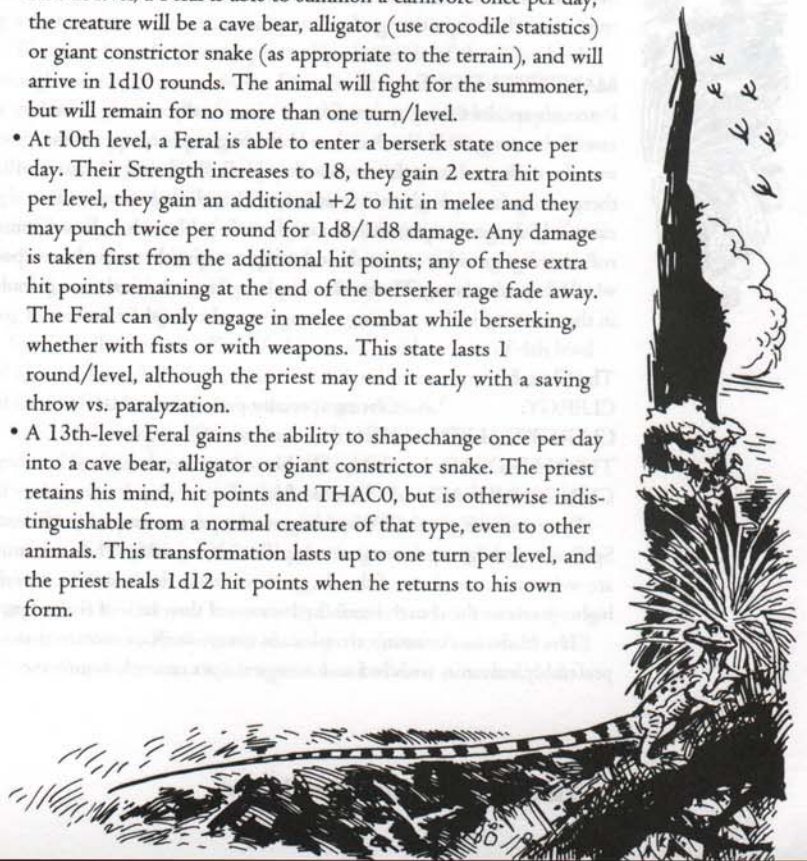 the creature will be a cave bear, alligator (use crocodile statistics)
or giant constrictor snake (as appropriate to the terrain), and will
arrive in 1d10 rounds. The animal will fight for the summoner,
but will remain for no more than one turn/level.
• At 10th level, a Feral is able to enter a berserk state once per
day. Their Strength increases to 18, they gain 2 extra hit points
per level, they gain an additional +2 to hit in melee and they
may punch twice per round for 1d8/1d8 damage. Any damage
is taken first from the additional hit points; any of these extra
hit points remaining at the end of the berserker rage fade away.
The Feral can only engage in melee combat while berserking,
whether with fists or with weapons. This state lasts 1
round/level, although the priest may end it early with a saving
throw vs. paralyzation.
• A 13th-level Feral gains the ability to shapechange once per day
into a cave bear, alligator or giant constrictor snake. The priest
retains his mind, hit points and THAC0, but is otherwise indis-
tinguishable from a normal creature of that type, even to other
animals. This transformation lasts up to one turn per level, and
the priest heals 1d12 hit points when he returns to his own
form.